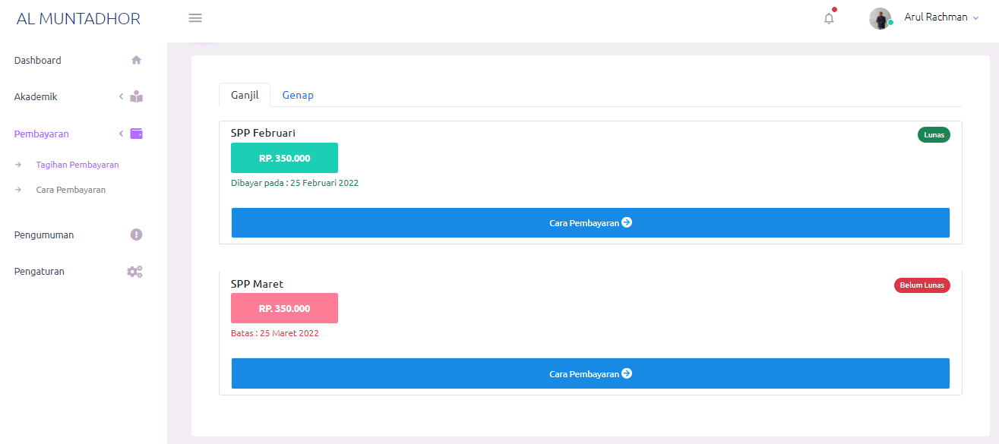 AL MUNTADHOR
Arul Rachman
Dashboard
Akademik
Pembayaran
Tagihan Pembayaran
Cara Pembayaran
Pengumuman
Pengaturan
Ganjil
Genap
SPP Februari
Lunas
RP. 350.000
Dibayar pada : 25 Februari 2022
Cara Pembayaran
SPP Maret
Belum Lunas
RP. 350.000
Batas : 25 Maret 2022
Cara Pembayaran